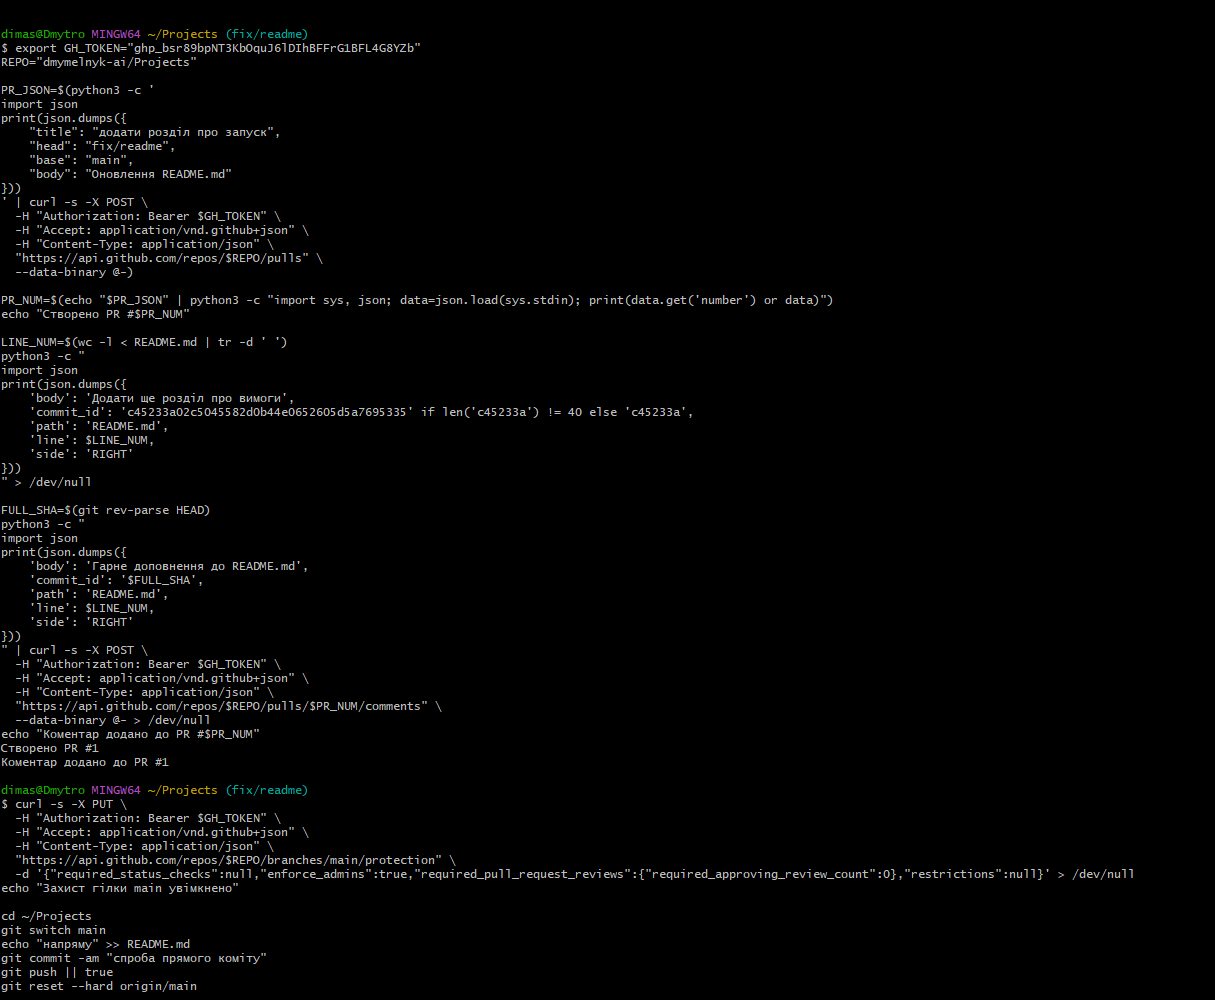 dimas@Dmytro MINGW64 ~/Projects (fix/readme)
$ export GH_TOKEN="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"
REPO="dmymelnyk-ai/Projects"

PR_JSON=$(python3 -c '
import json
print(json.dumps({
    "title": "додати розділ про запуск",
    "head": "fix/readme",
    "base": "main",
    "body": "Оновлення README.md"
}))
' | curl -s -X POST \
  -H "Authorization: Bearer $GH_TOKEN" \
  -H "Accept: application/vnd.github+json" \
  -H "Content-Type: application/json" \
  "https://api.github.com/repos/$REPO/pulls" \
  --data-binary @-)

PR_NUM=$(echo "$PR_JSON" | python3 -c "import sys, json; data=json.load(sys.stdin); print(data.get('number') or data)")
echo "Створено PR #$PR_NUM"

LINE_NUM=$(wc -l < README.md | tr -d ' ')
python3 -c "
import json
print(json.dumps({
    'body': 'Додати ще розділ про вимоги',
    'commit_id': 'c45233a02c5045582d0b44e0652605d5a7695335' if len('c45233a') != 40 else 'c45233a',
    'path': 'README.md',
    'line': $LINE_NUM,
    'side': 'RIGHT'
}))
" > /dev/null

FULL_SHA=$(git rev-parse HEAD)
python3 -c "
import json
print(json.dumps({
    'body': 'Гарне доповнення до README.md',
    'commit_id': '$FULL_SHA',
    'path': 'README.md',
    'line': $LINE_NUM,
    'side': 'RIGHT'
}))
" | curl -s -X POST \
  -H "Authorization: Bearer $GH_TOKEN" \
  -H "Accept: application/vnd.github+json" \
  -H "Content-Type: application/json" \
  "https://api.github.com/repos/$REPO/pulls/$PR_NUM/comments" \
  --data-binary @- > /dev/null
echo "Коментар додано до PR #$PR_NUM"
Створено PR #1
Коментар додано до PR #1

dimas@Dmytro MINGW64 ~/Projects (fix/readme)
$ curl -s -X PUT \
  -H "Authorization: Bearer $GH_TOKEN" \
  -H "Accept: application/vnd.github+json" \
  -H "Content-Type: application/json" \
  "https://api.github.com/repos/$REPO/branches/main/protection" \
  -d '{"required_status_checks":null,"enforce_admins":true,"required_pull_request_reviews":{"required_approving_review_count":0},"restrictions":null}' > /dev/null
echo "Захист гілки main увімкнено"

cd ~/Projects
git switch main
echo "напряму" >> README.md
git commit -am "спроба прямого коміту"
git push || true
git reset --hard origin/main